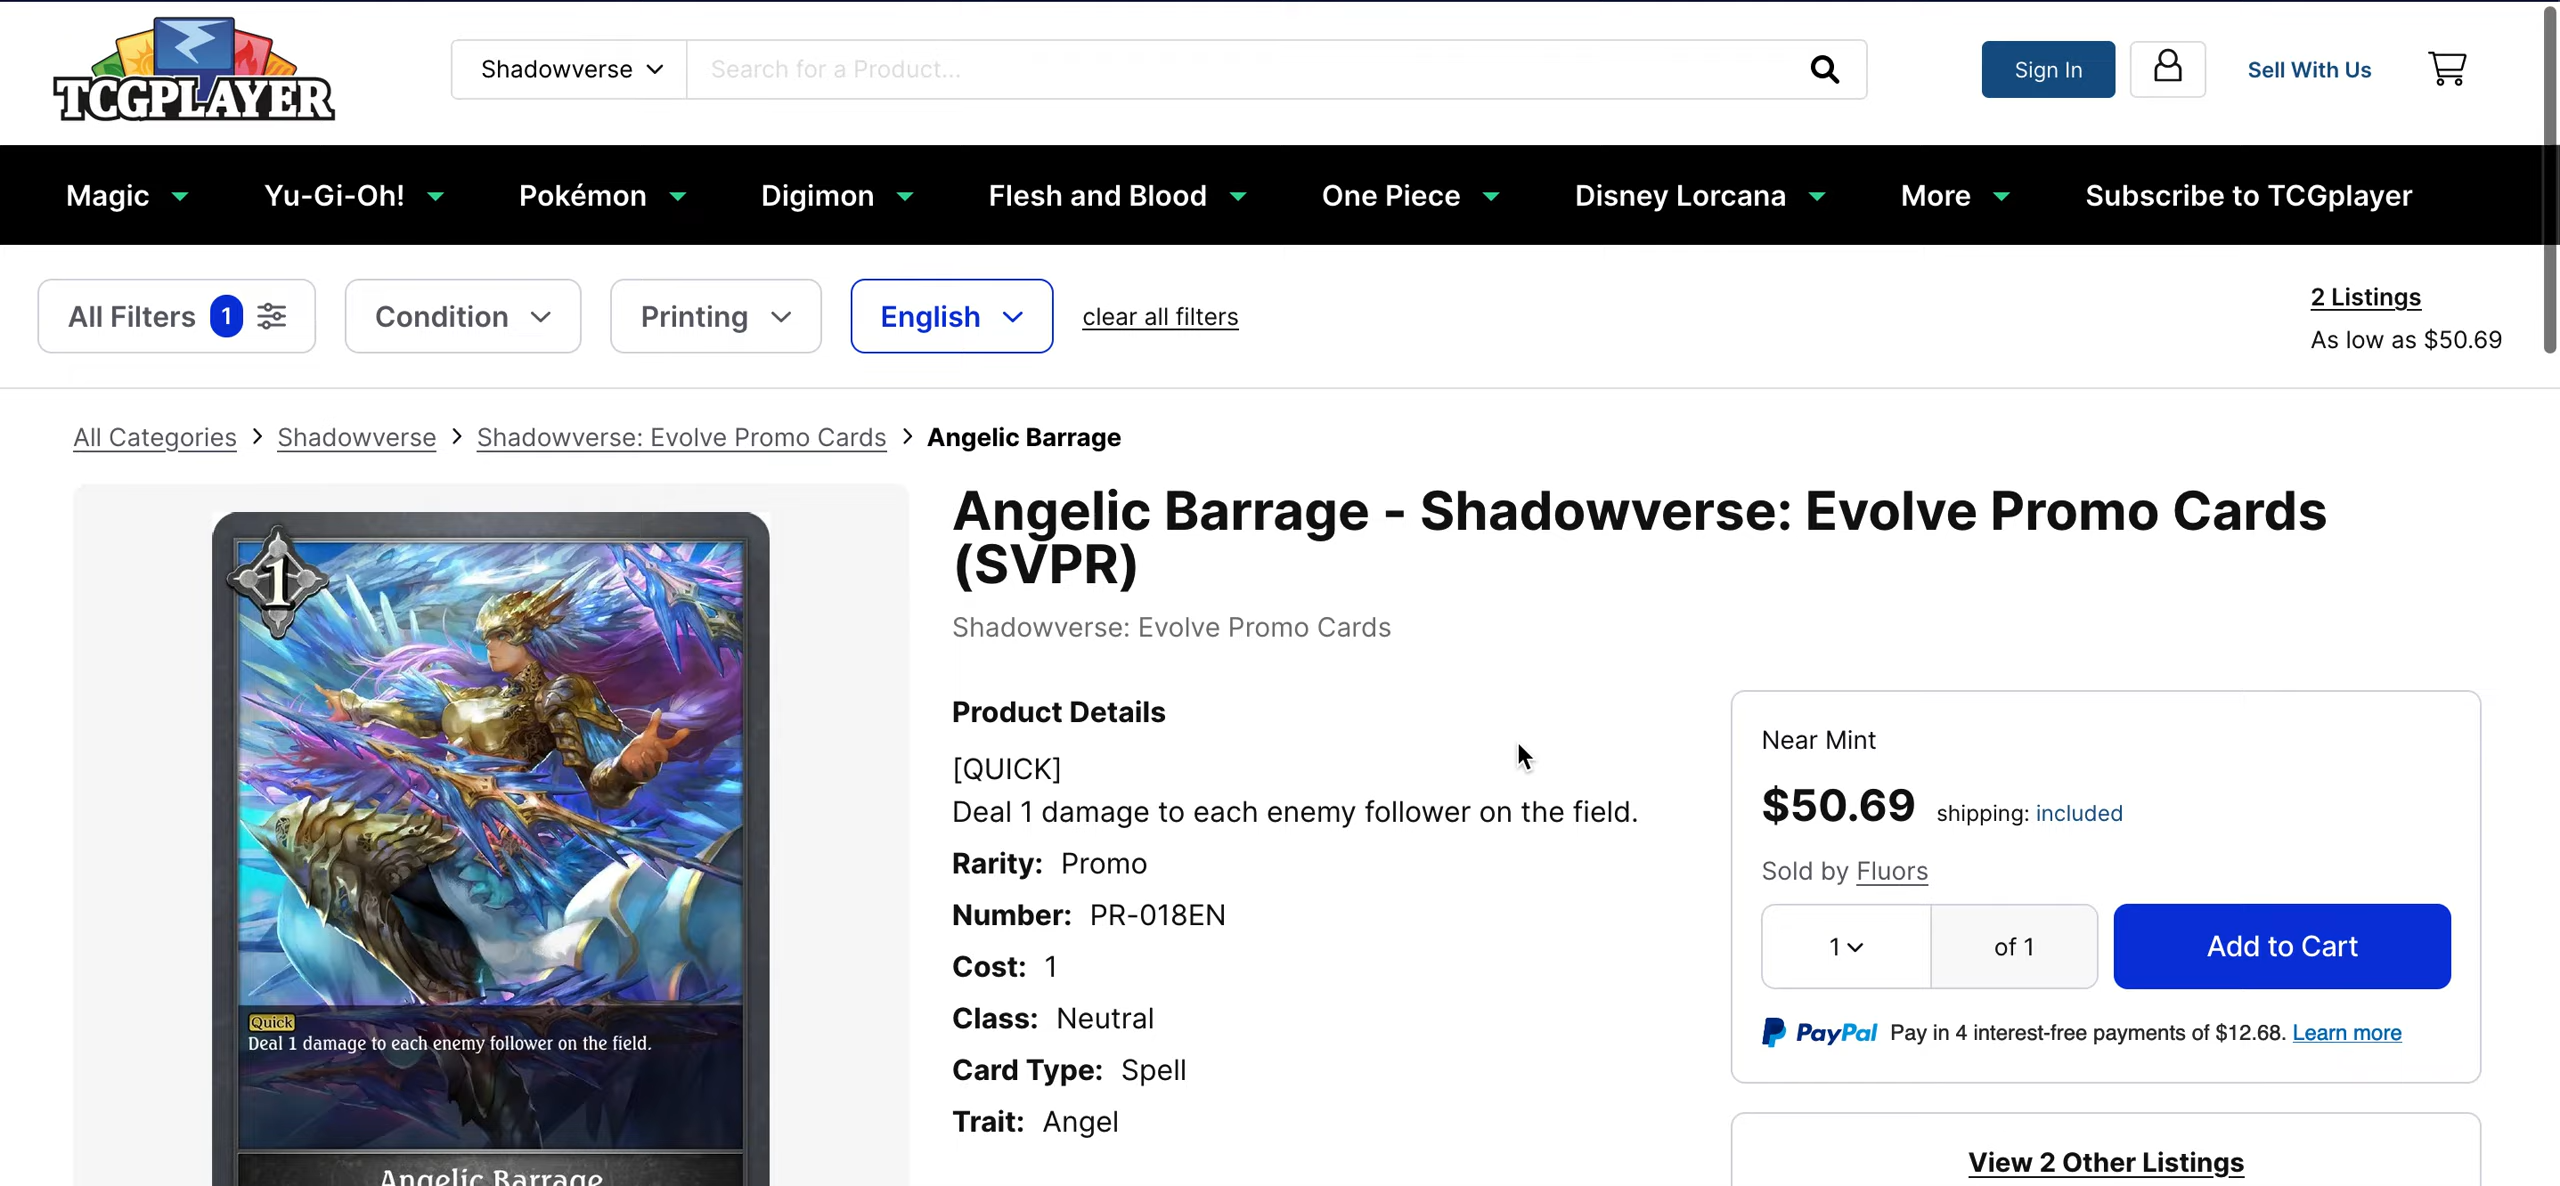 TCGPLAYER
Shadowverse
Search for a Product...
Sign In
Sell With Us
Magic
Yu-Gi-Oh!
Pokémon
Digimon
Flesh and Blood
One Piece
Disney Lorcana
More
Subscribe to TCGplayer
All Filters 1
Condition
Printing
English
clear all filters
2 Listings
As low as $50.69
All Categories > Shadowverse > Shadowverse: Evolve Promo Cards > Angelic Barrage
1
Quick
Deal 1 damage to each enemy follower on the field.
Angelic Barrage
Angelic Barrage - Shadowverse: Evolve Promo Cards
(SVPR)
Shadowverse: Evolve Promo Cards
Product Details
[QUICK]
Deal 1 damage to each enemy follower on the field.
Rarity: Promo
Number: PR-018EN
Cost: 1
Class: Neutral
Card Type: Spell
Trait: Angel
Near Mint
$50.69 shipping: included
Sold by Fluors
1 of 1
Add to Cart
PayPal Pay in 4 interest-free payments of $12.68. Learn more
View 2 Other Listings